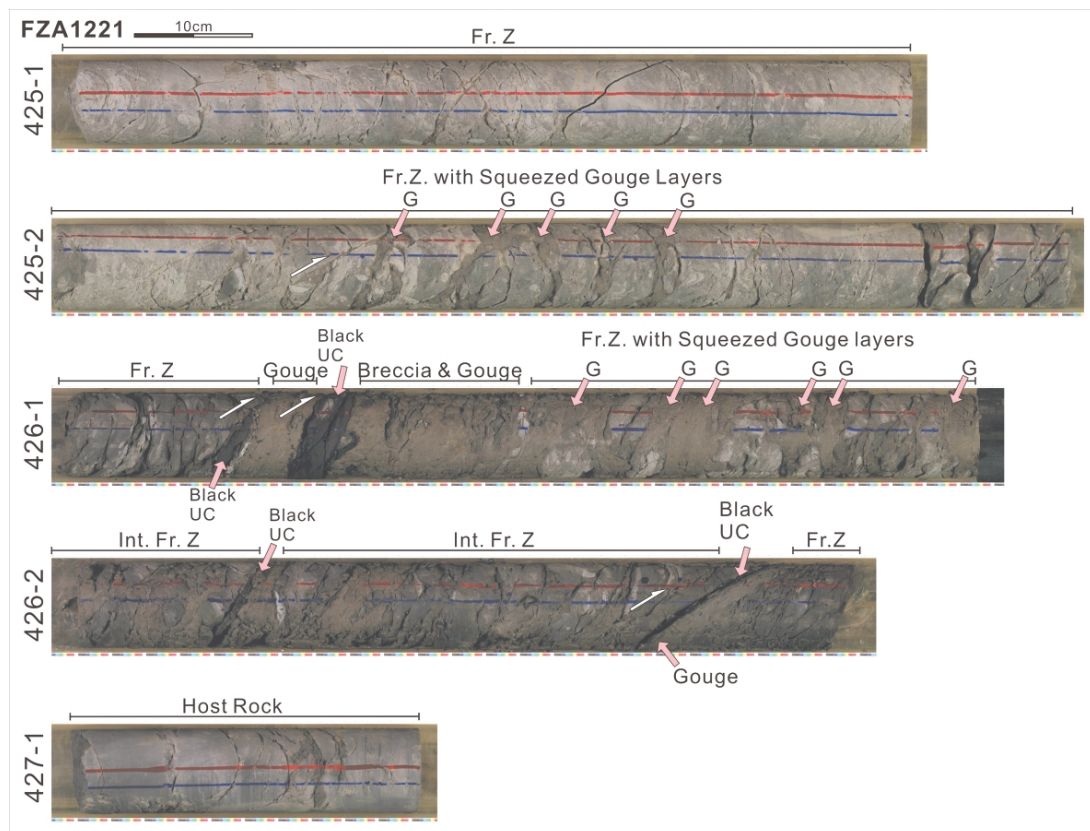 FZA1221
10cm
Fr. Z
425-1
Fr.Z. with Squeezed Gouge Layers
G G G G G
425-2
Black
UC
Fr.Z. with Squeezed Gouge layers
Fr. Z
Gouge
Breccia & Gouge
G G G G G G
426-1
Black
UC
Black
UC
Black
UC
Int. Fr. Z
Int. Fr. Z
Fr.Z
426-2
Gouge
Host Rock
427-1